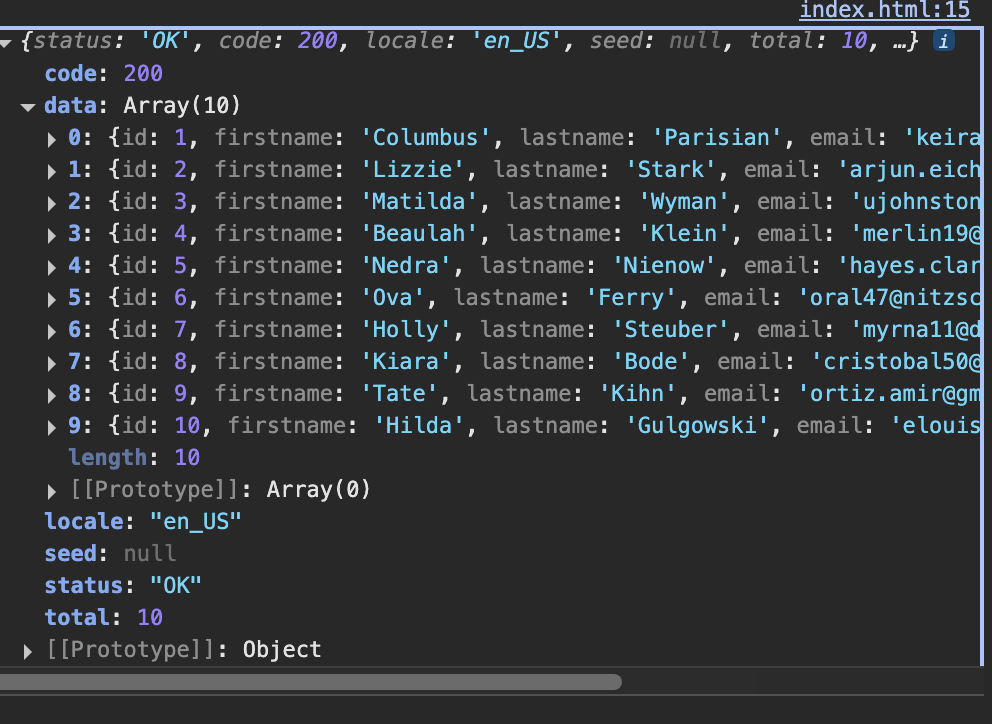 index.html:15
{status: 'OK', code: 200, locale: 'en_US', seed: null, total: 10, …} i
code: 200
data: Array(10)
0: {id: 1, firstname: 'Columbus', lastname: 'Parisian', email: 'keira
1: {id: 2, firstname: 'Lizzie', lastname: 'Stark', email: 'arjun.eich
2: {id: 3, firstname: 'Matilda', lastname: 'Wyman', email: 'ujohnston
3: {id: 4, firstname: 'Beaulah', lastname: 'Klein', email: 'merlin19@
4: {id: 5, firstname: 'Nedra', lastname: 'Nienow', email: 'hayes.clar
5: {id: 6, firstname: 'Ova', lastname: 'Ferry', email: 'oral47@nitzsc
6: {id: 7, firstname: 'Holly', lastname: 'Steuber', email: 'myrna11@d
7: {id: 8, firstname: 'Kiara', lastname: 'Bode', email: 'cristobal50@
8: {id: 9, firstname: 'Tate', lastname: 'Kihn', email: 'ortiz.amir@gm
9: {id: 10, firstname: 'Hilda', lastname: 'Gulgowski', email: 'elouis
length: 10
[[Prototype]]: Array(0)
locale: "en_US"
seed: null
status: "OK"
total: 10
[[Prototype]]: Object